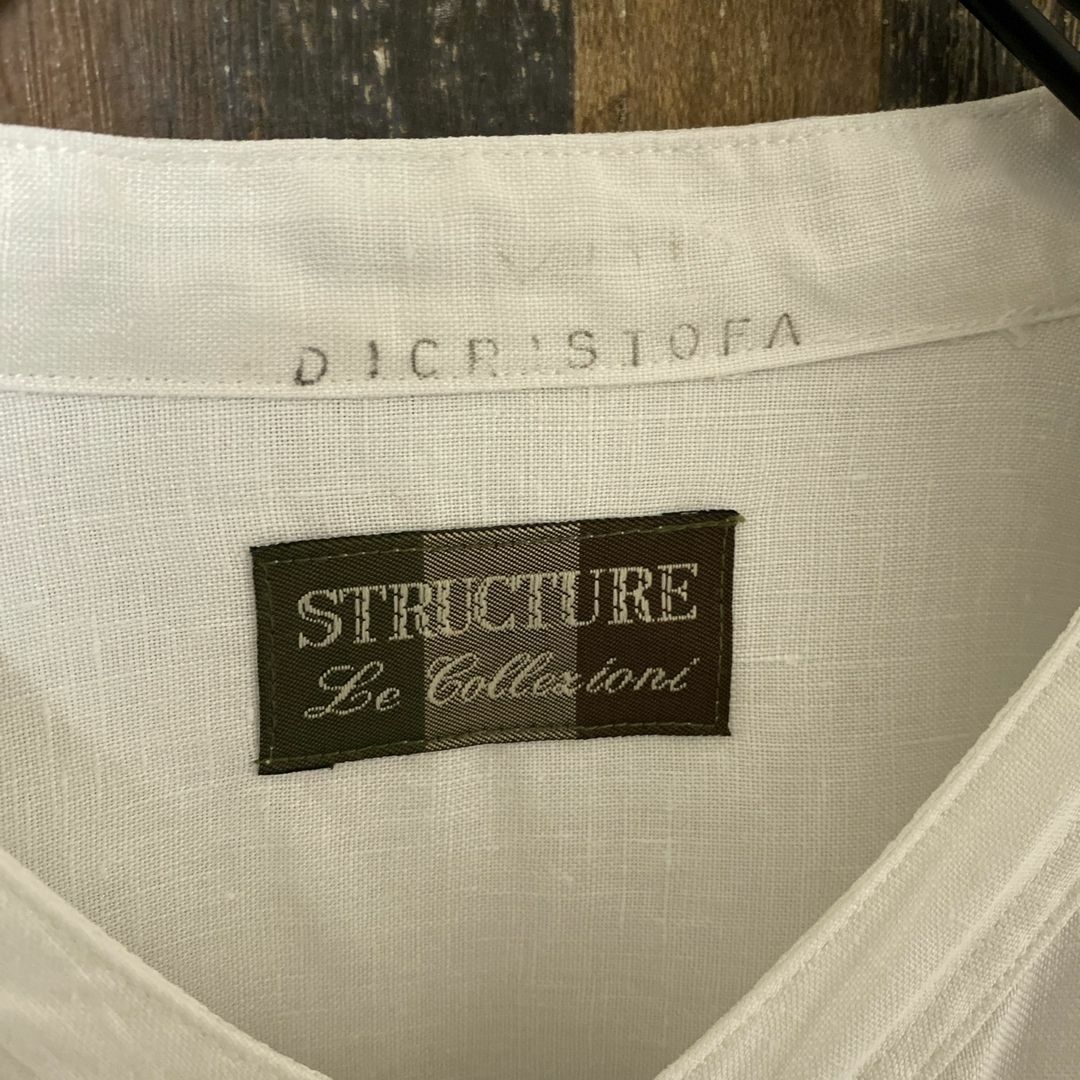 DICRISTOFA
STRUCTURE
Le Collezioni